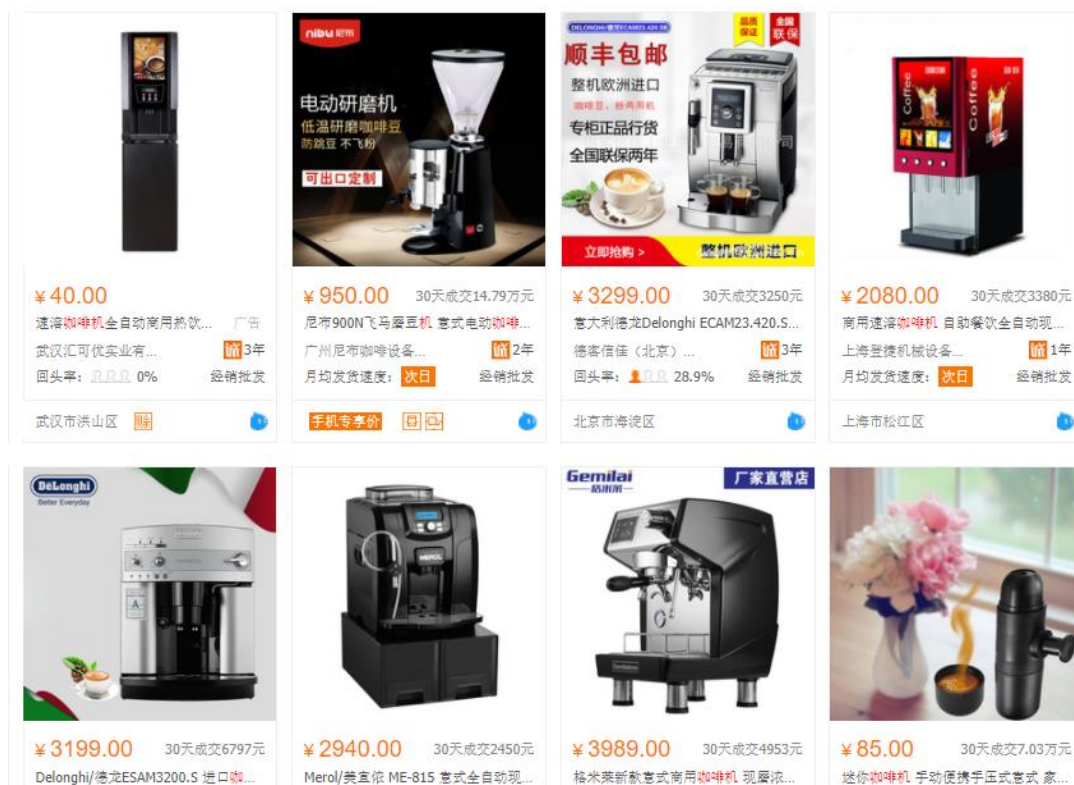 nibu 尼布
电动研磨机
低温研磨咖啡豆
防跳豆 不飞粉
可出口定制
品质保证
全国联保
顺丰包邮
整机欧洲进口
咖啡豆、粉两用机
专柜正品行货
全国联保两年
立即抢购 >
整机欧洲进口
Coffee
Coffee
¥40.00
速溶咖啡机全自动商用热饮... 广告
武汉汇可优实业有... 3年
回头率: 0% 经销批发
武汉市洪山区 赊
¥950.00 30天成交14.79万元
尼布900N飞马磨豆机 意式电动咖啡...
广州尼布咖啡设备... 2年
月均发货速度: 次日 经销批发
手机专享价
¥3299.00 30天成交3250元
意大利德龙Delonghi ECAM23.420.S...
德客信佳（北京）... 3年
回头率: 28.9% 经销批发
北京市海淀区
¥2080.00 30天成交3380元
商用速溶咖啡机 自助餐饮全自动现...
上海登捷机械设备... 1年
月均发货速度: 次日 经销批发
上海市松江区
DeLonghi
Better Everyday
MEROL
Gemilai
格米莱
厂家直营店
¥3199.00 30天成交6797元
Delonghi/德龙ESAM3200.S 进口咖...
¥2940.00 30天成交2450元
Merol/美宜侬 ME-815 意式全自动现...
¥3989.00 30天成交4953元
格米莱新款意式商用咖啡机 现磨浓...
¥85.00 30天成交7.03万元
迷你咖啡机 手动便携手压式意式 家...